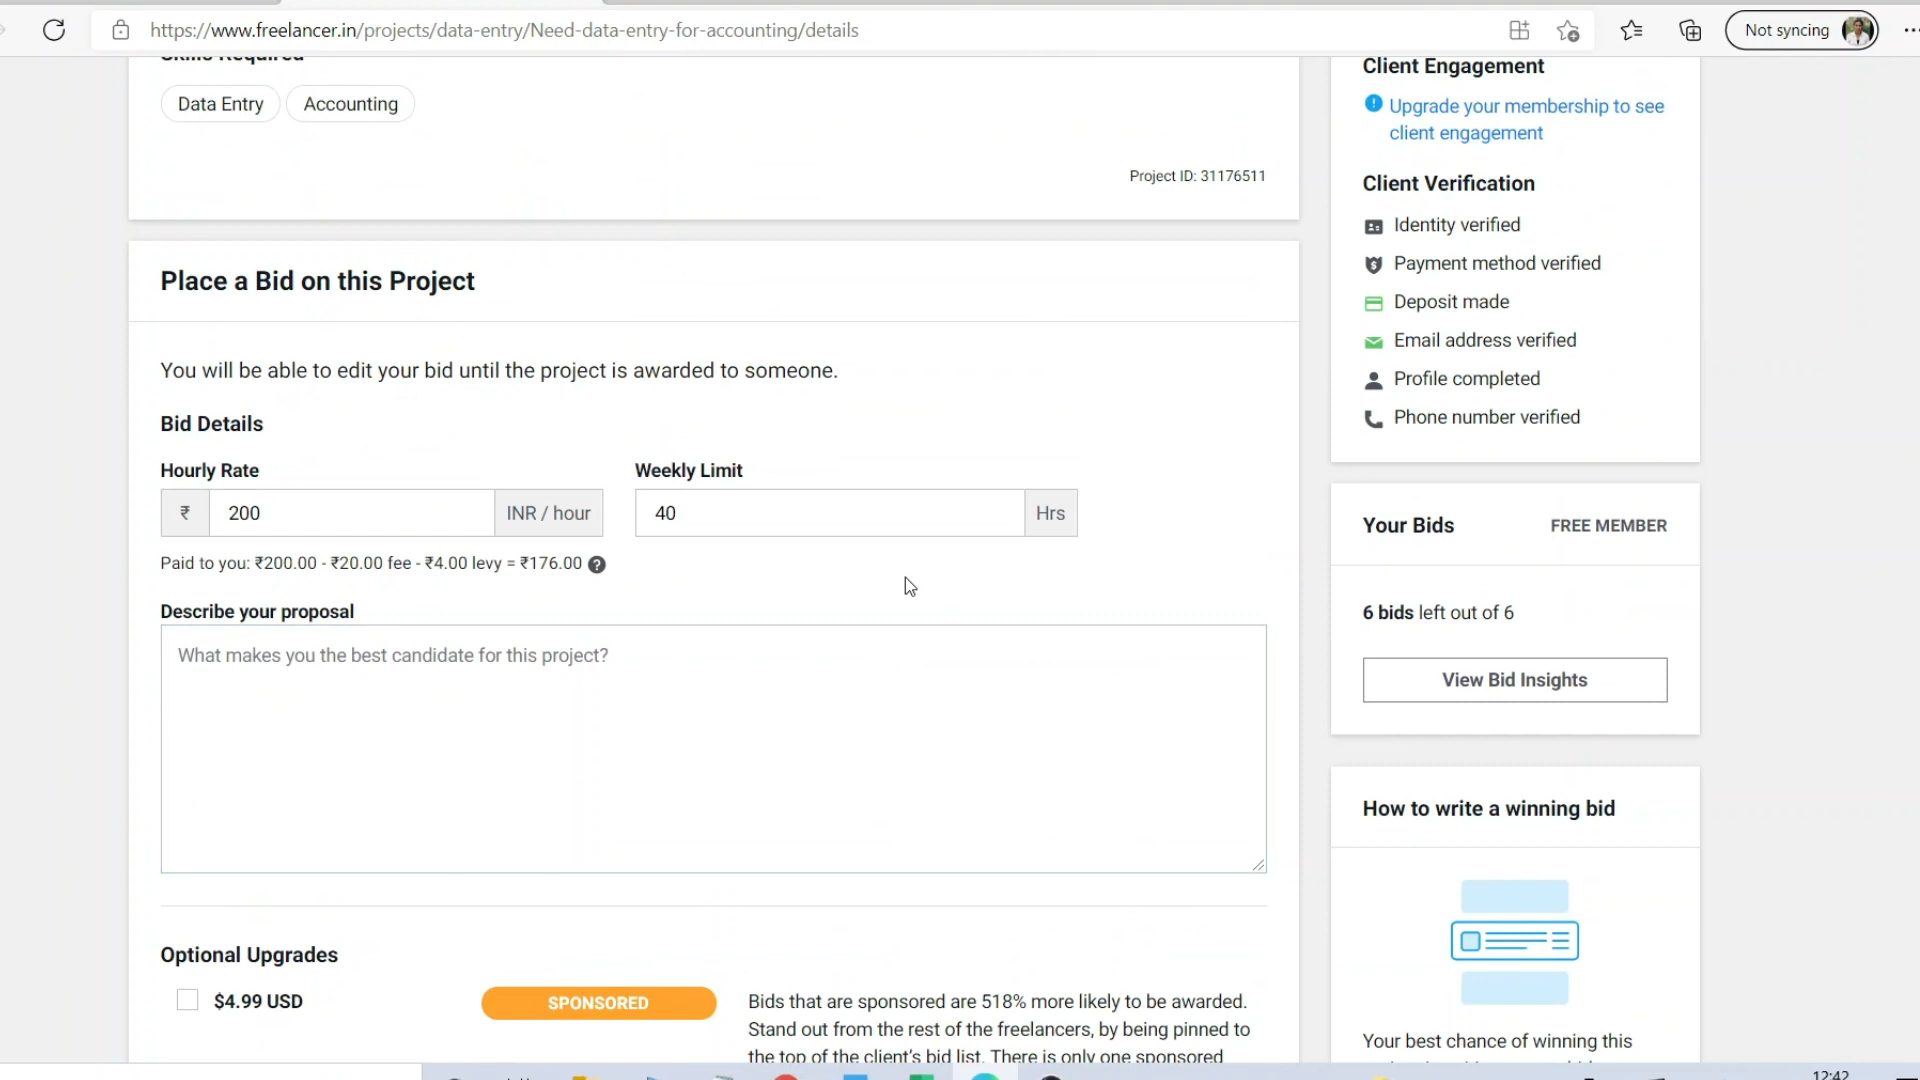 https://www.freelancer.in/projects/data-entry/Need-data-entry-for-accounting/details
Not syncing
Skills Required
Data Entry
Accounting
Project ID: 31176511
Place a Bid on this Project
You will be able to edit your bid until the project is awarded to someone.
Bid Details
Hourly Rate
Weekly Limit
₹ 200 INR / hour
40 Hrs
Paid to you: ₹200.00 - ₹20.00 fee - ₹4.00 levy = ₹176.00 ?
Describe your proposal
What makes you the best candidate for this project?
Optional Upgrades
$4.99 USD
SPONSORED
Bids that are sponsored are 518% more likely to be awarded.
Stand out from the rest of the freelancers, by being pinned to
the top of the client's bid list. There is only one sponsored
Client Engagement
Upgrade your membership to see
client engagement
Client Verification
Identity verified
Payment method verified
Deposit made
Email address verified
Profile completed
Phone number verified
Your Bids
FREE MEMBER
6 bids left out of 6
View Bid Insights
How to write a winning bid
Your best chance of winning this
12:42